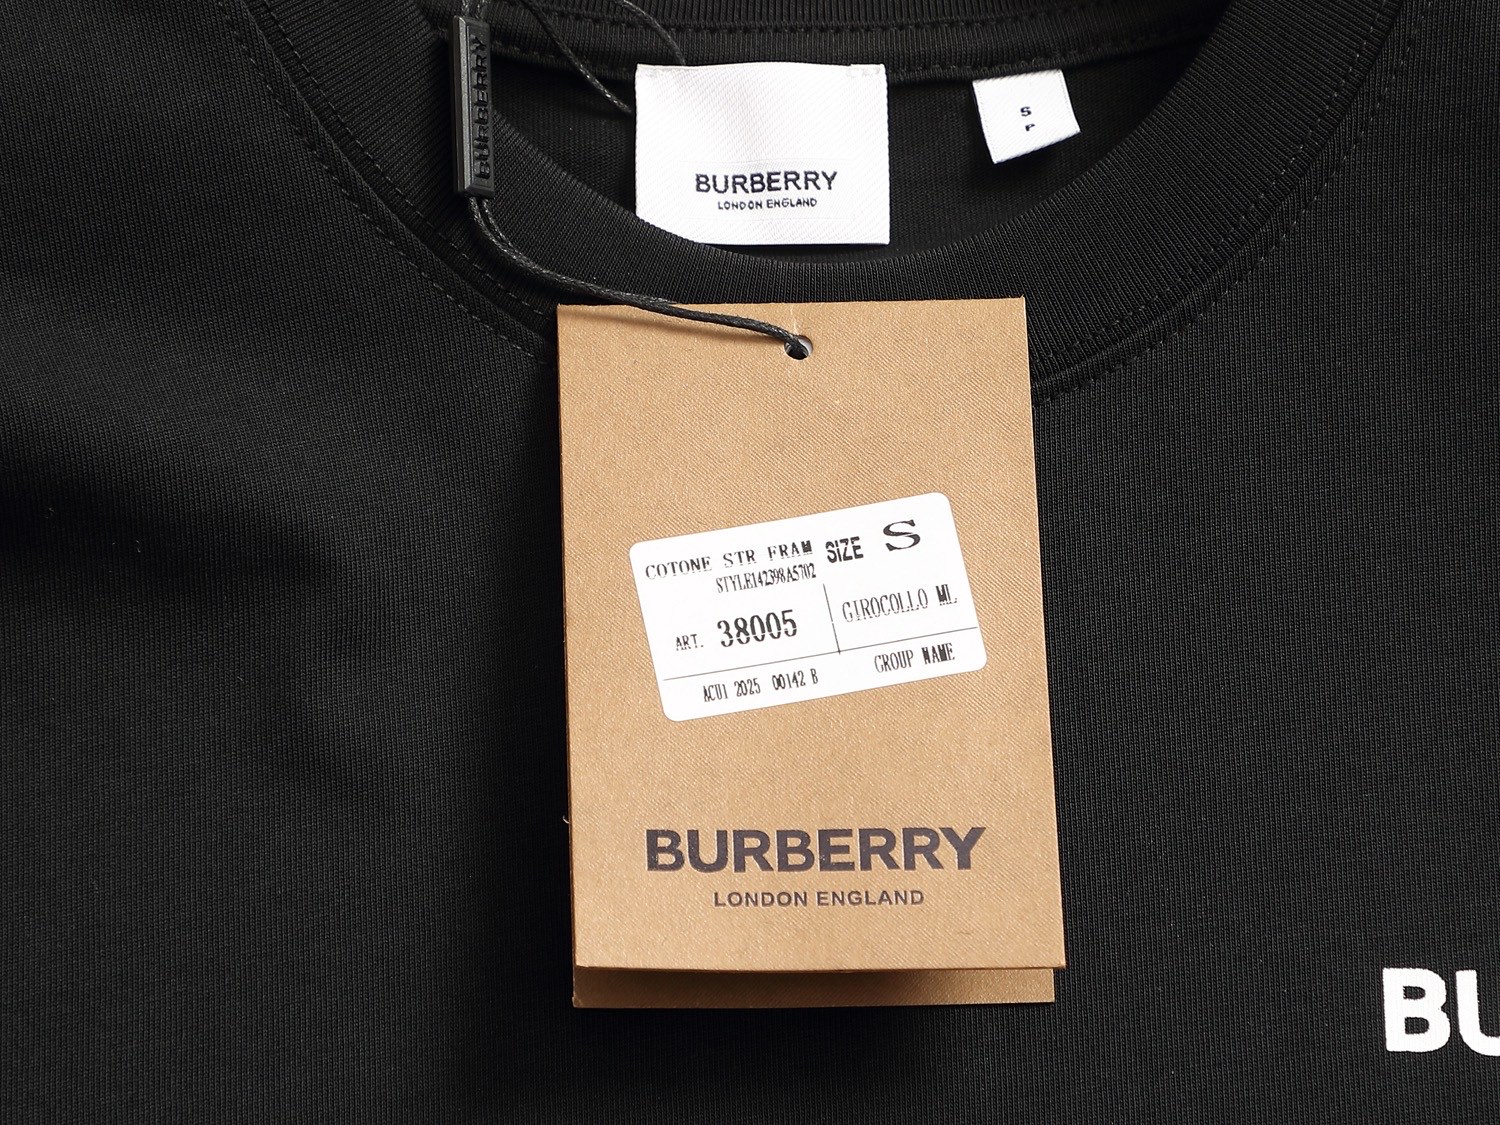 BURBERRY
BURBERRY
LONDON ENGLAND
S
P
COTONE STR FRAM SIZE S
STYLE142398A5702
ART. 38005 GIROCOLLO ML
ACU1 2025 00142 B GROUP NAME
BURBERRY
LONDON ENGLAND
BU